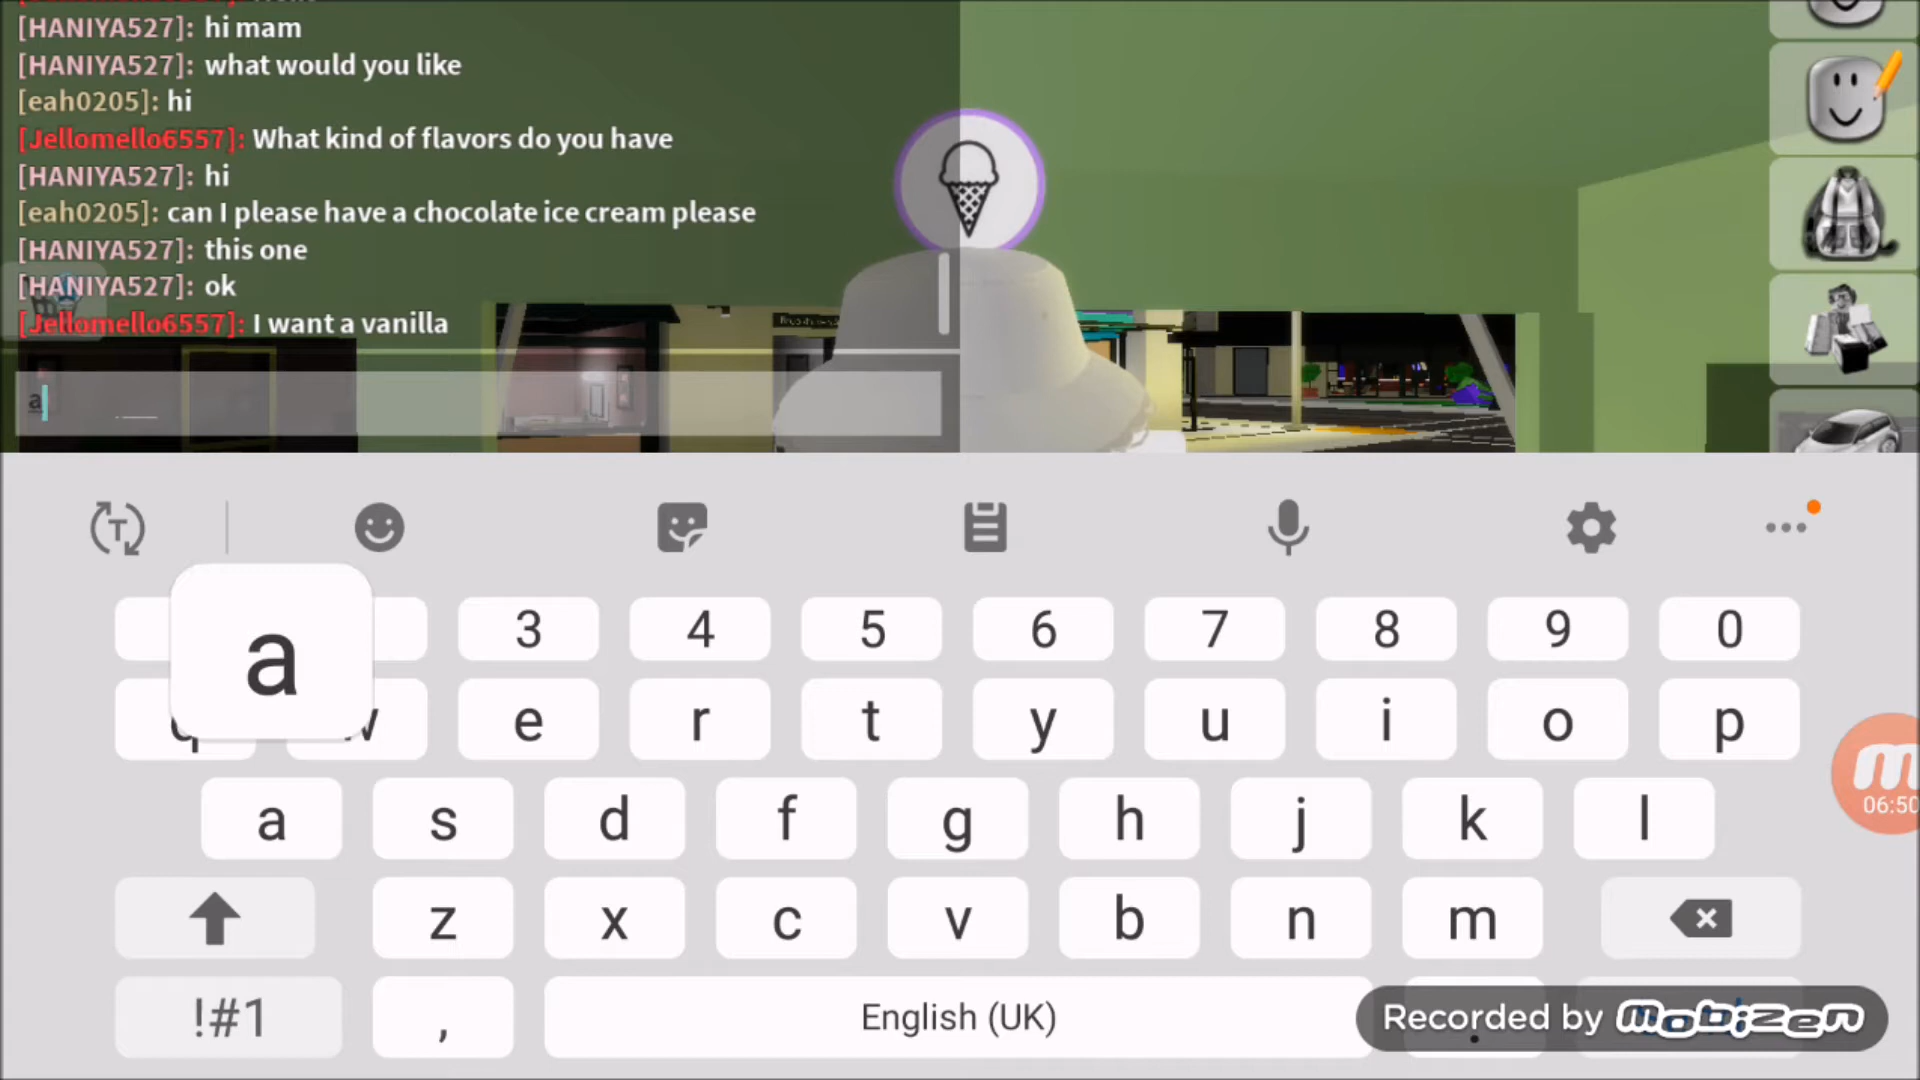 [HANIYA527]: hi mam
[HANIYA527]: what would you like
[eah0205]: hi
[Jellomello6557]: What kind of flavors do you have
[HANIYA527]: hi
[eah0205]: can I please have a chocolate ice cream please
[HANIYA527]: this one
[HANIYA527]: ok
[Jellomello6557]: I want a vanilla
a
T
a
3 4 5 6 7 8 9 0
q w e r t y u i o p
a s d f g h j k l
z x c v b n m
!#1 , English (UK) .
m
06:50
Recorded by mobizen